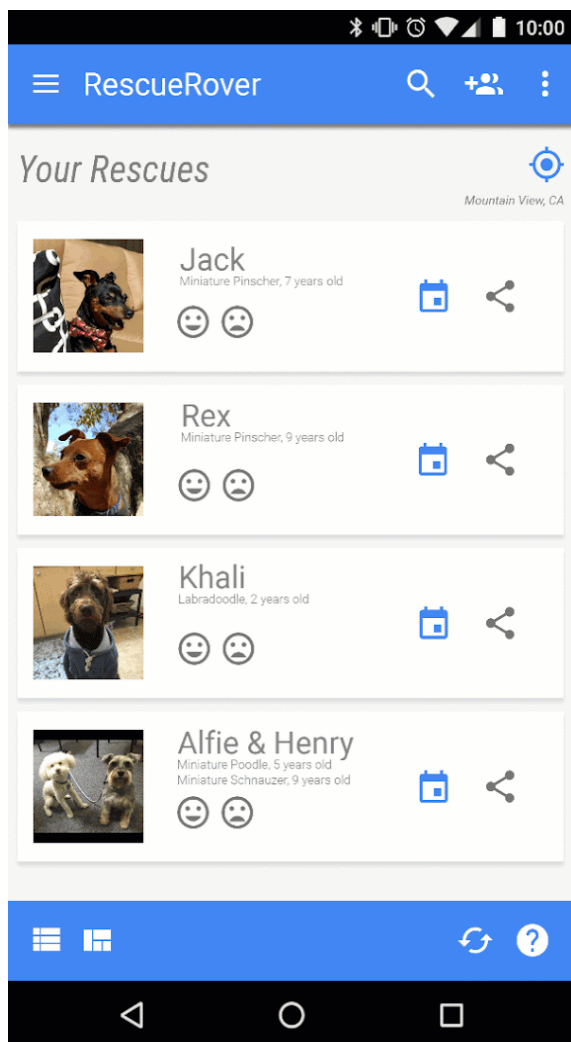 10:00
RescueRover
Your Rescues
Mountain View, CA
Jack
Miniature Pinscher, 7 years old
Rex
Miniature Pinscher, 9 years old
Khali
Labradoodle, 2 years old
Alfie & Henry
Miniature Poodle, 5 years old
Miniature Schnauzer, 9 years old